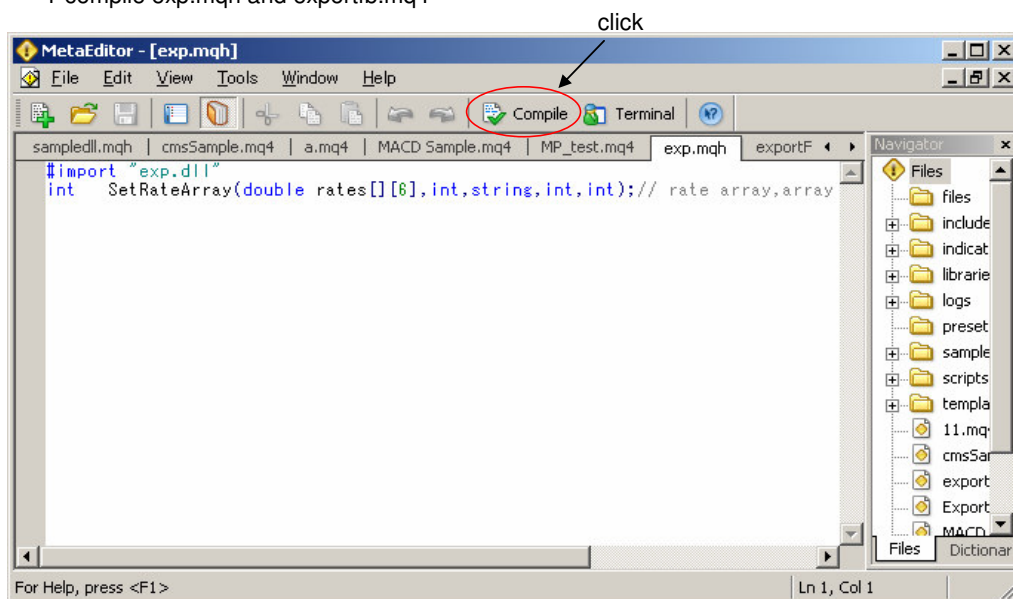 click
MetaEditor - [exp.mqh]
File Edit View Tools Window Help
Compile Terminal
sampledll.mqh | cmsSample.mq4 | a.mq4 | MACD Sample.mq4 | MP_test.mq4 exp.mqh exportF
#import "exp.dll"
int SetRateArray(double rates[][6],int,string,int,int);// rate array,array
Navigator
Files
files
include
indicat
librarie
logs
preset
sample
scripts
templa
11.mq
cmsSar
export
Export
MACD
Files Dictionar
For Help, press <F1> Ln 1, Col 1